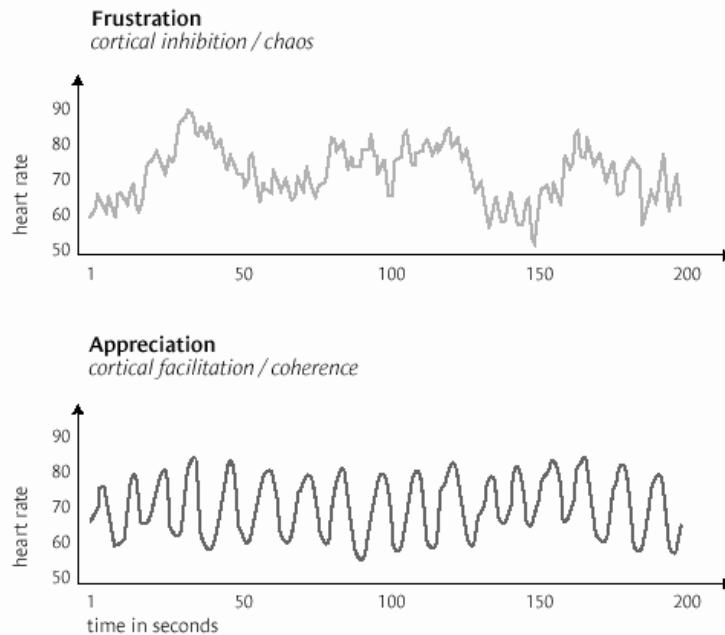 Frustration
cortical inhibition / chaos
90
80
70
60
50
heart rate
1 50 100 150 200
Appreciation
cortical facilitation / coherence
90
80
70
60
50
heart rate
1 50 100 150 200
time in seconds